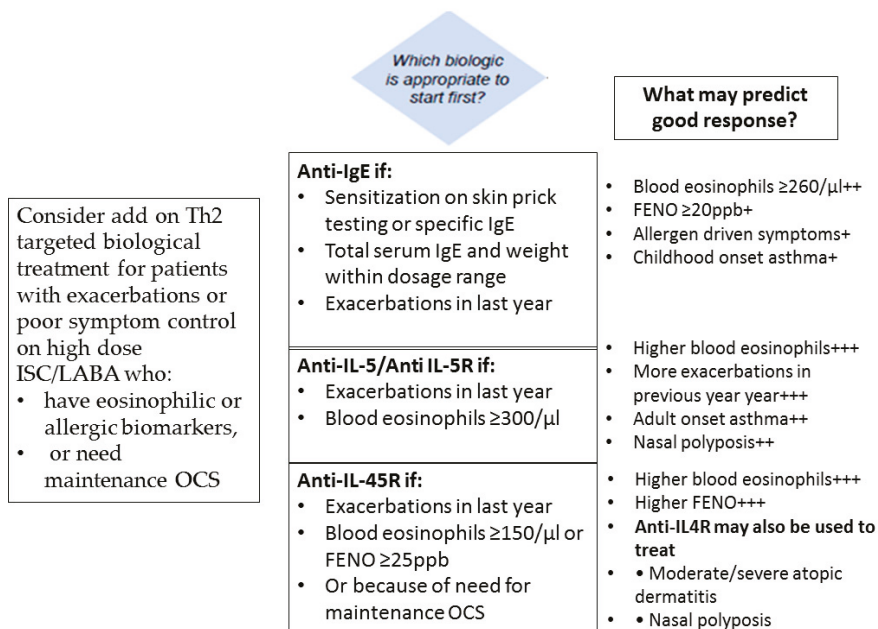 Which biologic
is appropriate to
start first?
What may predict
good response?
Consider add on Th2
targeted biological
treatment for patients
with exacerbations or
poor symptom control
on high dose
ISC/LABA who:
• have eosinophilic or
allergic biomarkers,
• or need
maintenance OCS
Anti-IgE if:
• Sensitization on skin prick
testing or specific IgE
• Total serum IgE and weight
within dosage range
• Exacerbations in last year
• Blood eosinophils ≥260/μl++
• FENO ≥20ppb+
• Allergen driven symptoms+
• Childhood onset asthma+
Anti-IL-5/Anti IL-5R if:
• Exacerbations in last year
• Blood eosinophils ≥300/μl
• Higher blood eosinophils+++
• More exacerbations in
previous year year+++
• Adult onset asthma++
• Nasal polyposis++
Anti-IL-45R if:
• Exacerbations in last year
• Blood eosinophils ≥150/μl or
FENO ≥25ppb
• Or because of need for
maintenance OCS
• Higher blood eosinophils+++
• Higher FENO+++
• Anti-IL4R may also be used to
treat
• • Moderate/severe atopic
dermatitis
• • Nasal polyposis